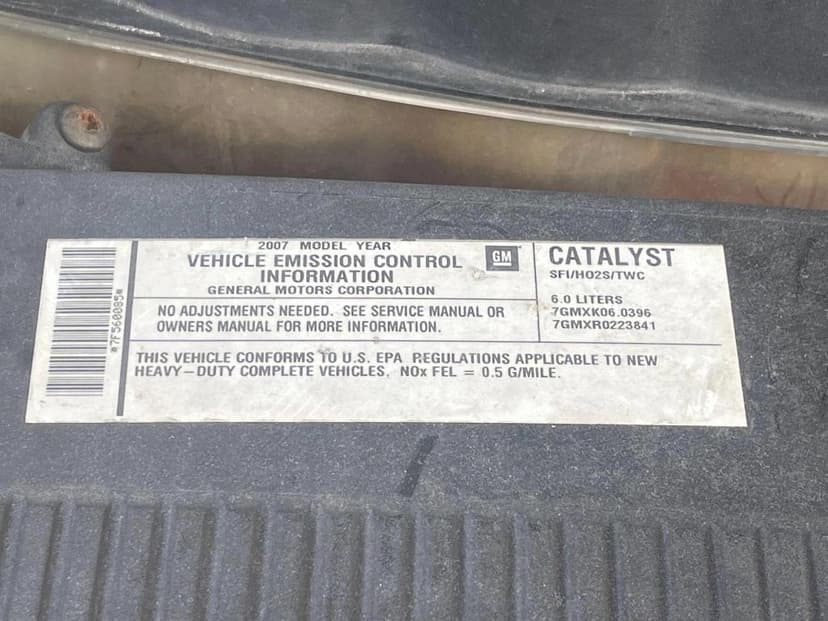 *7F560085*
2007 MODEL YEAR
VEHICLE EMISSION CONTROL
INFORMATION
GENERAL MOTORS CORPORATION
GM
NO ADJUSTMENTS NEEDED. SEE SERVICE MANUAL OR
OWNERS MANUAL FOR MORE INFORMATION.
CATALYST
SFI/HO2S/TWC
6.0 LITERS
7GMXK06.0396
7GMXR0223841
THIS VEHICLE CONFORMS TO U.S. EPA REGULATIONS APPLICABLE TO NEW
HEAVY-DUTY COMPLETE VEHICLES. NOx FEL = 0.5 G/MILE.